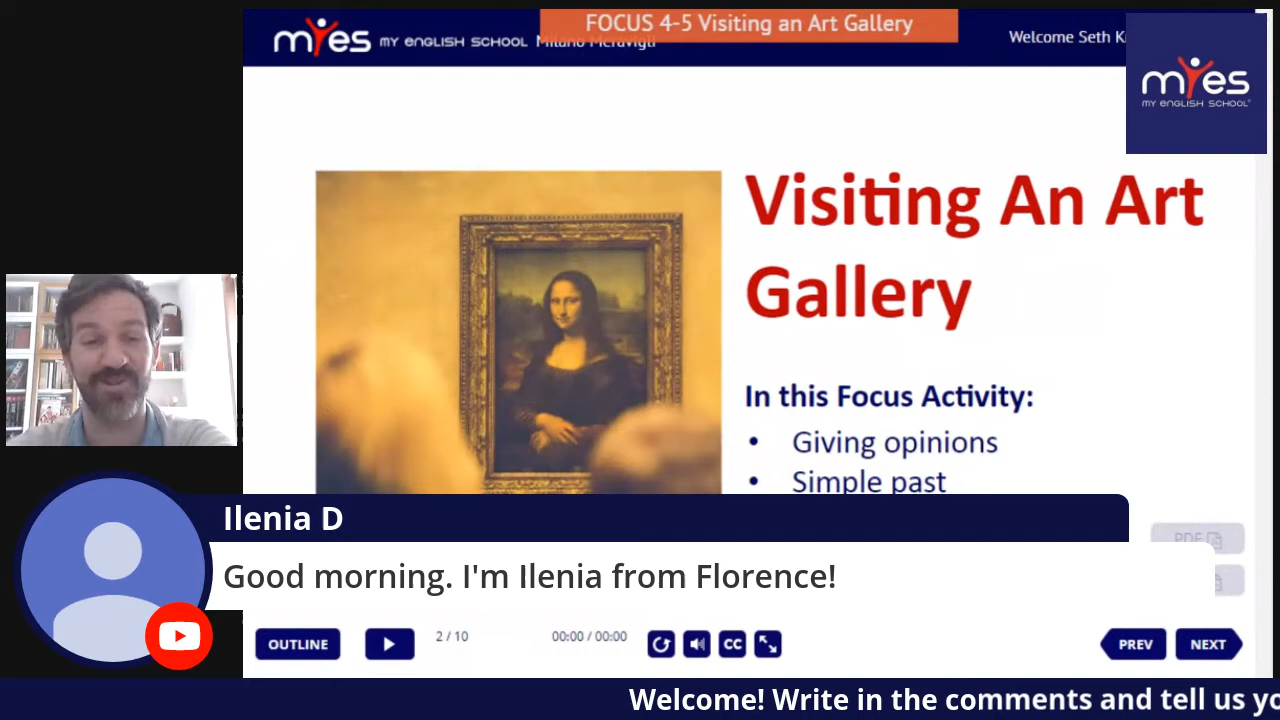 FOCUS 4-5 Visiting an Art Gallery
myes MY ENGLISH SCHOOL Milano Meravigli
Welcome Seth
myes
MY ENGLISH SCHOOL
Visiting An Art
Gallery
In this Focus Activity:
• Giving opinions
• Simple past
Ilenia D
PDF
Good morning. I'm Ilenia from Florence!
OUTLINE
2 / 10
00:00 / 00:00
CC
PREV
NEXT
Welcome! Write in the comments and tell us